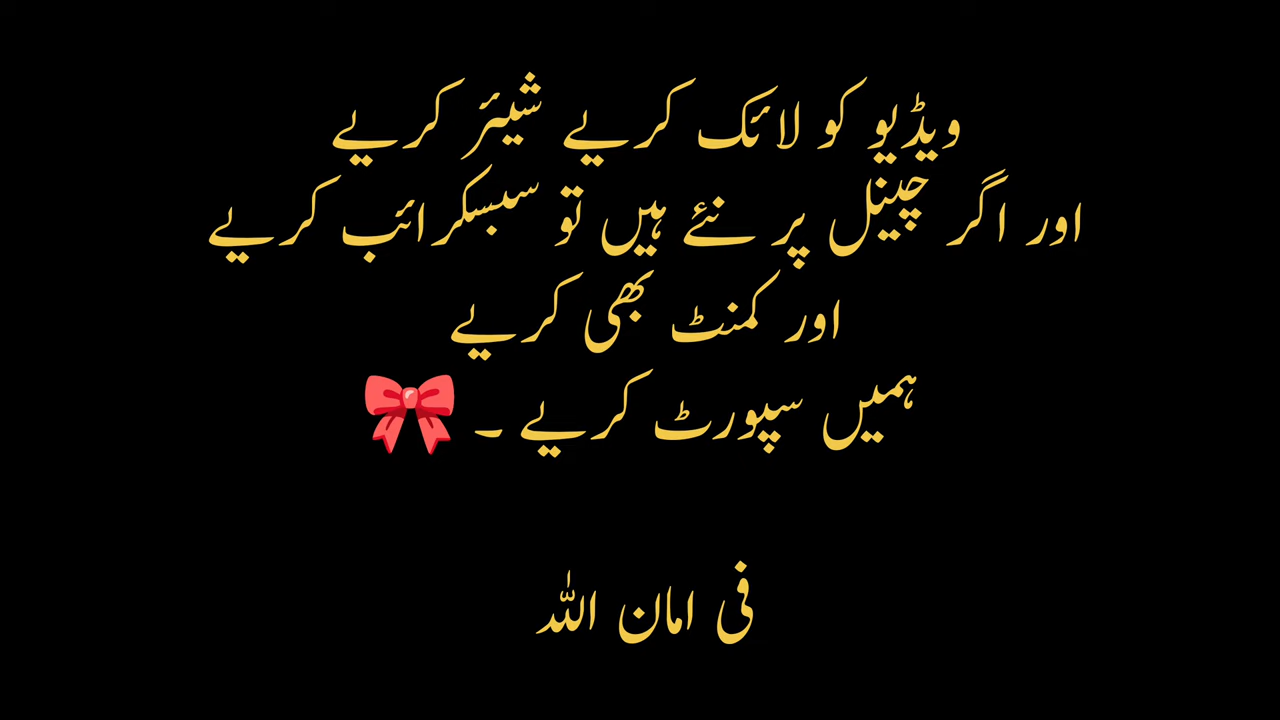 ویڈیو کو لائک کریے شیئر کریے
اور اگر چینل پر نئے ہیں تو سبسکرائب کریے
اور کمنٹ بھی کریے
ہمیں سپورٹ کریے ۔ 🎀
فی امان اللہ